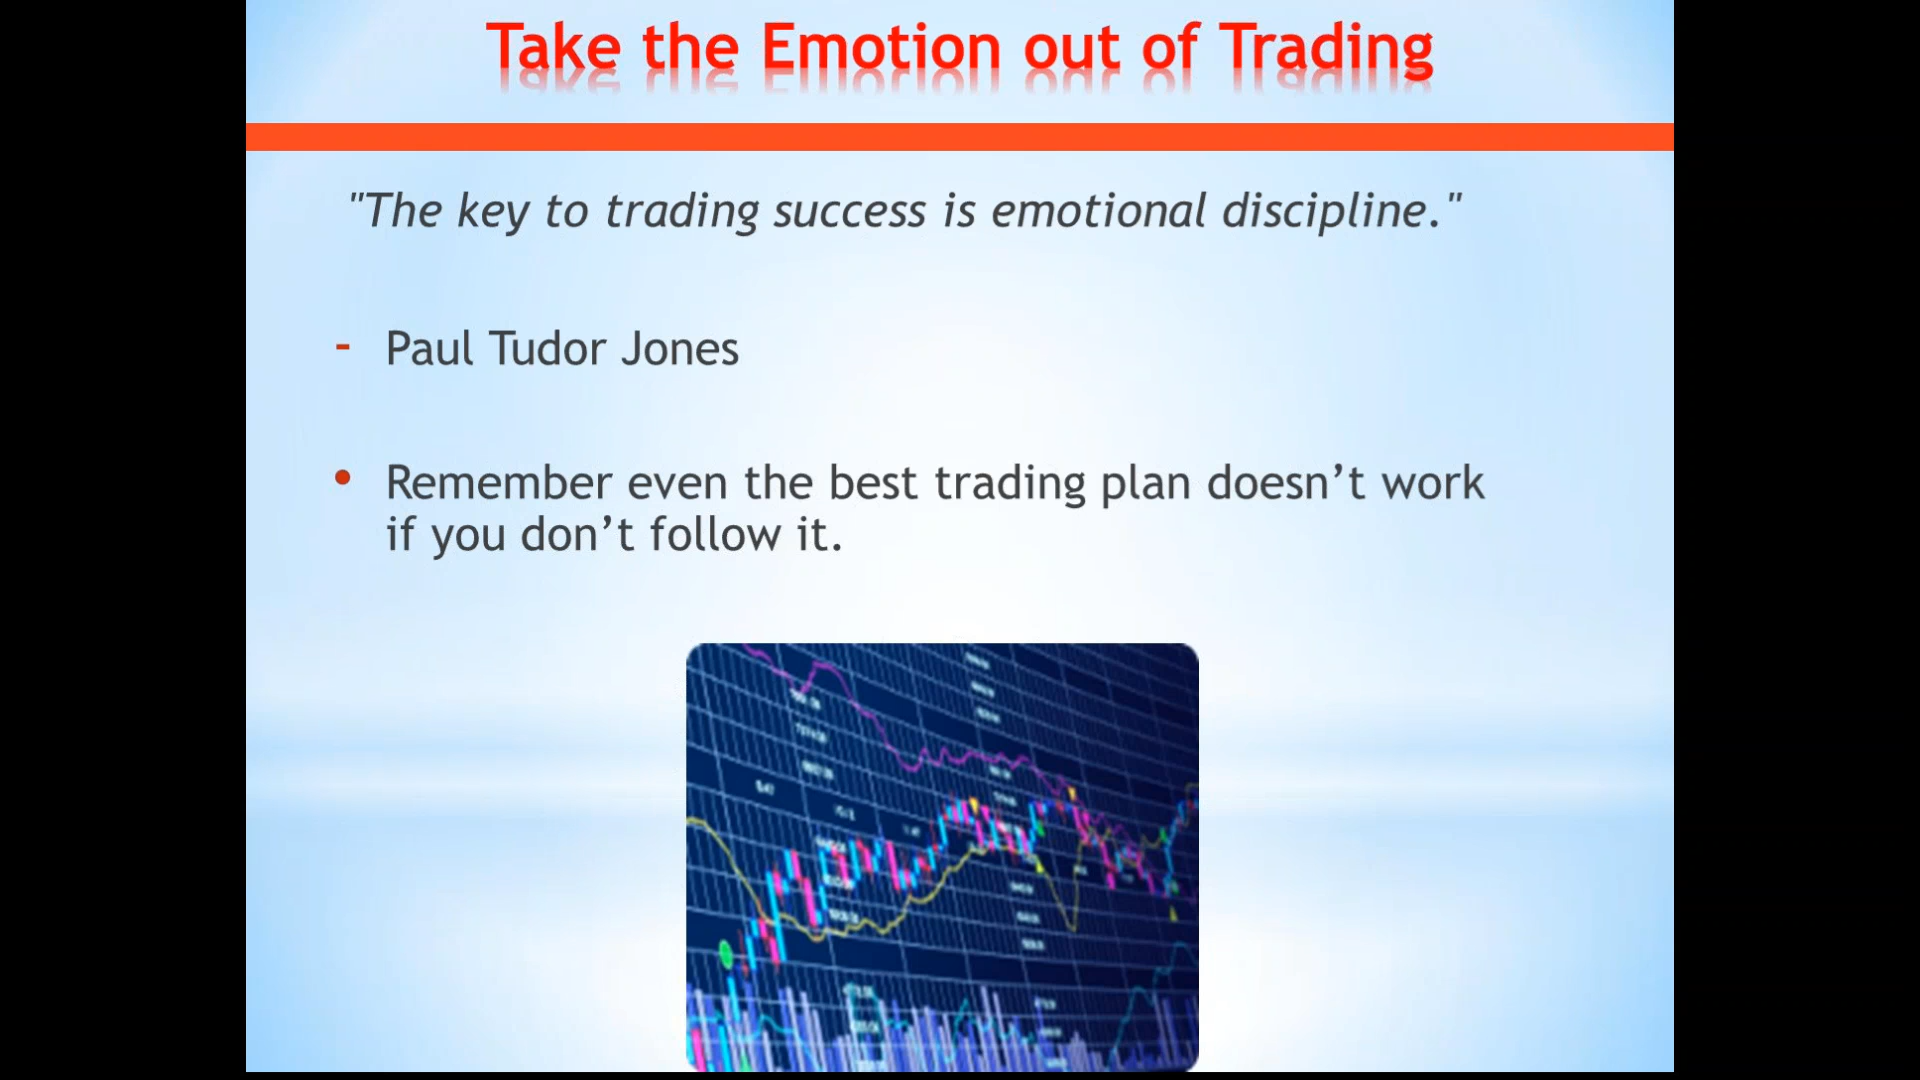 Take the Emotion out of Trading
"The key to trading success is emotional discipline."
- Paul Tudor Jones
• Remember even the best trading plan doesn’t work
if you don’t follow it.